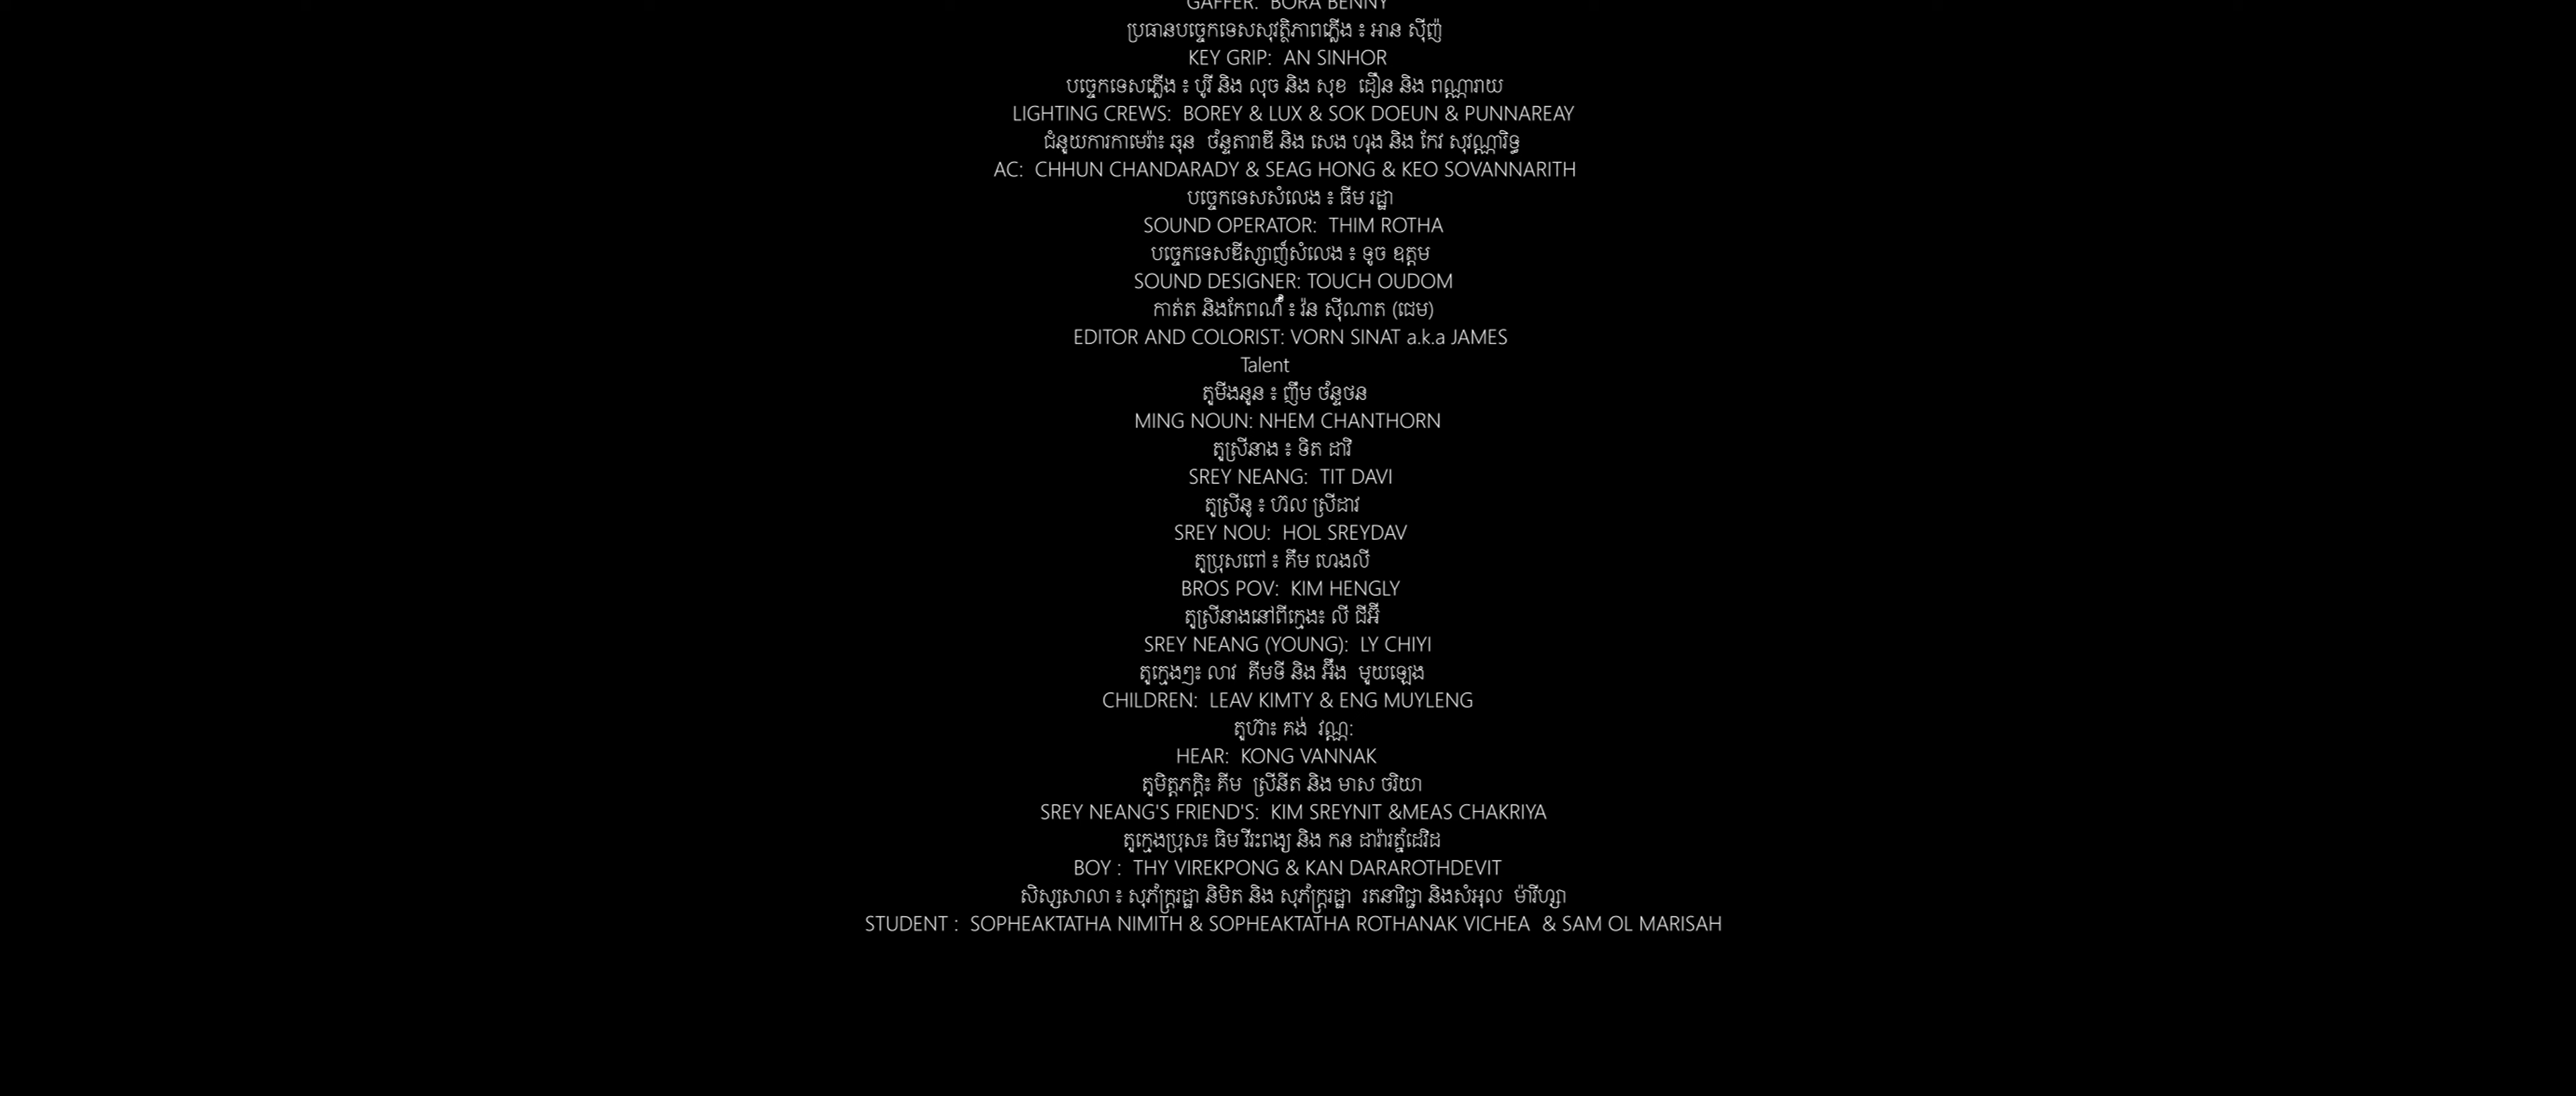 GAFFER: BORA BENNY
ប្រធានបច្ចេកទេសសុវត្ថិភាពភ្លើង ៖ អាន ស៊ីញ៉
KEY GRIP: AN SINHOR
បច្ចេកទេសភ្លើង ៖ បូរី និង លុច និង សុខ ដឿន និង ពណ្ណារាយ
LIGHTING CREWS: BOREY & LUX & SOK DOEUN & PUNNAREAY
ជំនួយការកាមេរ៉ា៖ ឆុន ច័ន្ទតារាឌី និង សេង ហុង និង កែវ សុវណ្ណារិទ្ធ
AC: CHHUN CHANDARADY & SEAG HONG & KEO SOVANNARITH
បច្ចេកទេសសំលេង ៖ ធីម រដ្ឋា
SOUND OPERATOR: THIM ROTHA
បច្ចេកទេសឌីស្សាញ៍សំលេង ៖ ទូច ឧត្តម
SOUND DESIGNER: TOUCH OUDOM
កាត់ត និងកែពណ៌ ៖ វ៉ន ស៊ីណាត (ជេម)
EDITOR AND COLORIST: VORN SINAT a.k.a JAMES
Talent
តួមីងនួន ៖ ញឹម ច័ន្ទថន
MING NOUN: NHEM CHANTHORN
តួស្រីនាង ៖ ទិត ដាវិ
SREY NEANG: TIT DAVI
តួស្រីនូ ៖ ហ៊ល ស្រីដាវ
SREY NOU: HOL SREYDAV
តួប្រុសពៅ ៖ គឹម ហេងលី
BROS POV: KIM HENGLY
តួស្រីនាងនៅពីក្មេង៖ លី ជីអ៊ី
SREY NEANG (YOUNG): LY CHIYI
តួក្មេងៗ៖ លាវ គីមទី និង អ៊ឹង មួយឡេង
CHILDREN: LEAV KIMTY & ENG MUYLENG
តួហ៊ា៖ គង់ វណ្ណ:
HEAR: KONG VANNAK
តួមិត្តភក្តិ៖ គីម ស្រីនីត និង មាស ចរិយា
SREY NEANG'S FRIEND'S: KIM SREYNIT &MEAS CHAKRIYA
តួក្មេងប្រុស៖ ធិម វីរះពង្ស និង កន ដារ៉ារត្ន័ដេវិដ
BOY : THY VIREKPONG & KAN DARAROTHDEVIT
សិស្សសាលា ៖ សុភ័ក្ត្ររដ្ឋា និមិត និង សុភ័ក្ត្ររដ្ឋា រតនាវិជ្ជា និងសំអុល ម៉ារីហ្សា
STUDENT : SOPHEAKTATHA NIMITH & SOPHEAKTATHA ROTHANAK VICHEA & SAM OL MARISAH